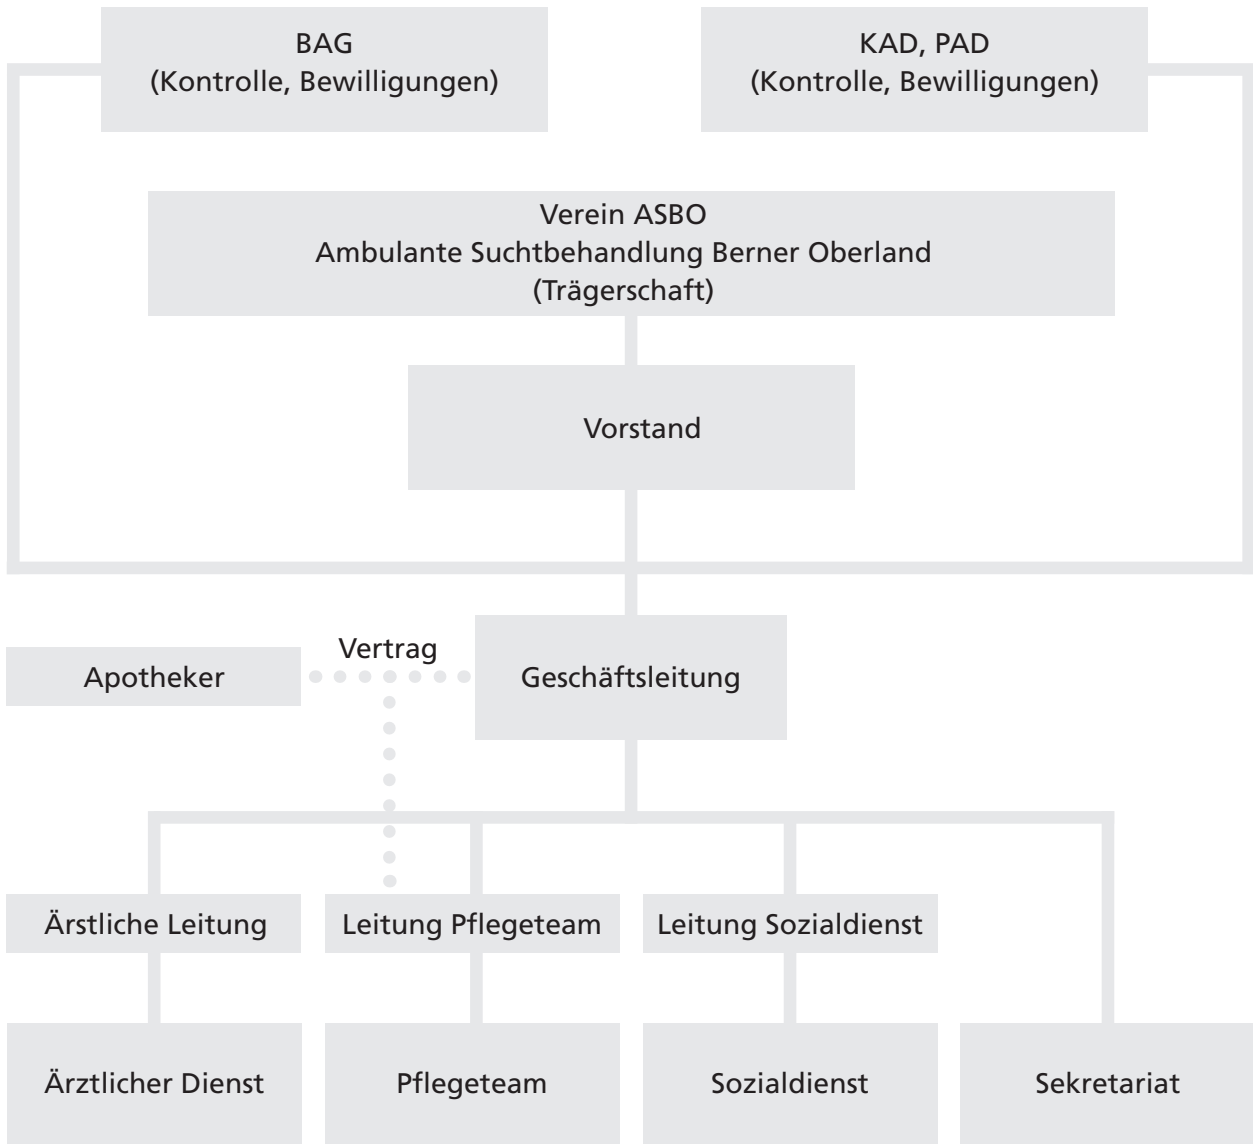 BAG
(Kontrolle, Bewilligungen)
KAD, PAD
(Kontrolle, Bewilligungen)
Verein ASBO
Ambulante Suchtbehandlung Berner Oberland
(Trägerschaft)
Vorstand
Vertrag
Apotheker
Geschäftsleitung
Ärstliche Leitung
Leitung Pflegeteam
Leitung Sozialdienst
Ärztlicher Dienst
Pflegeteam
Sozialdienst
Sekretariat